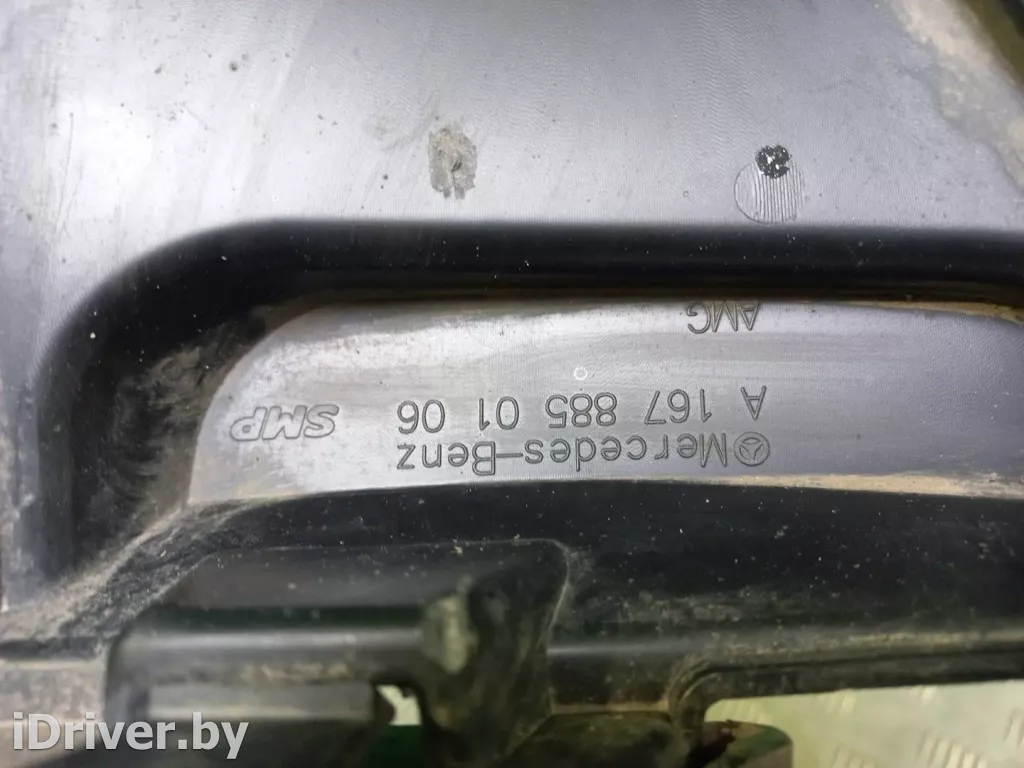 Mercedes-Benz
A 167 885 01 06
SMP
AMG
iDriver.by